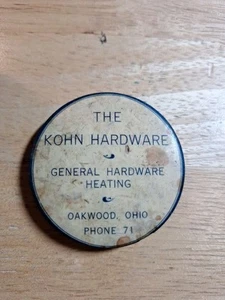 THE
KOHN HARDWARE
GENERAL HARDWARE
HEATING
OAKWOOD, OHIO
PHONE 71